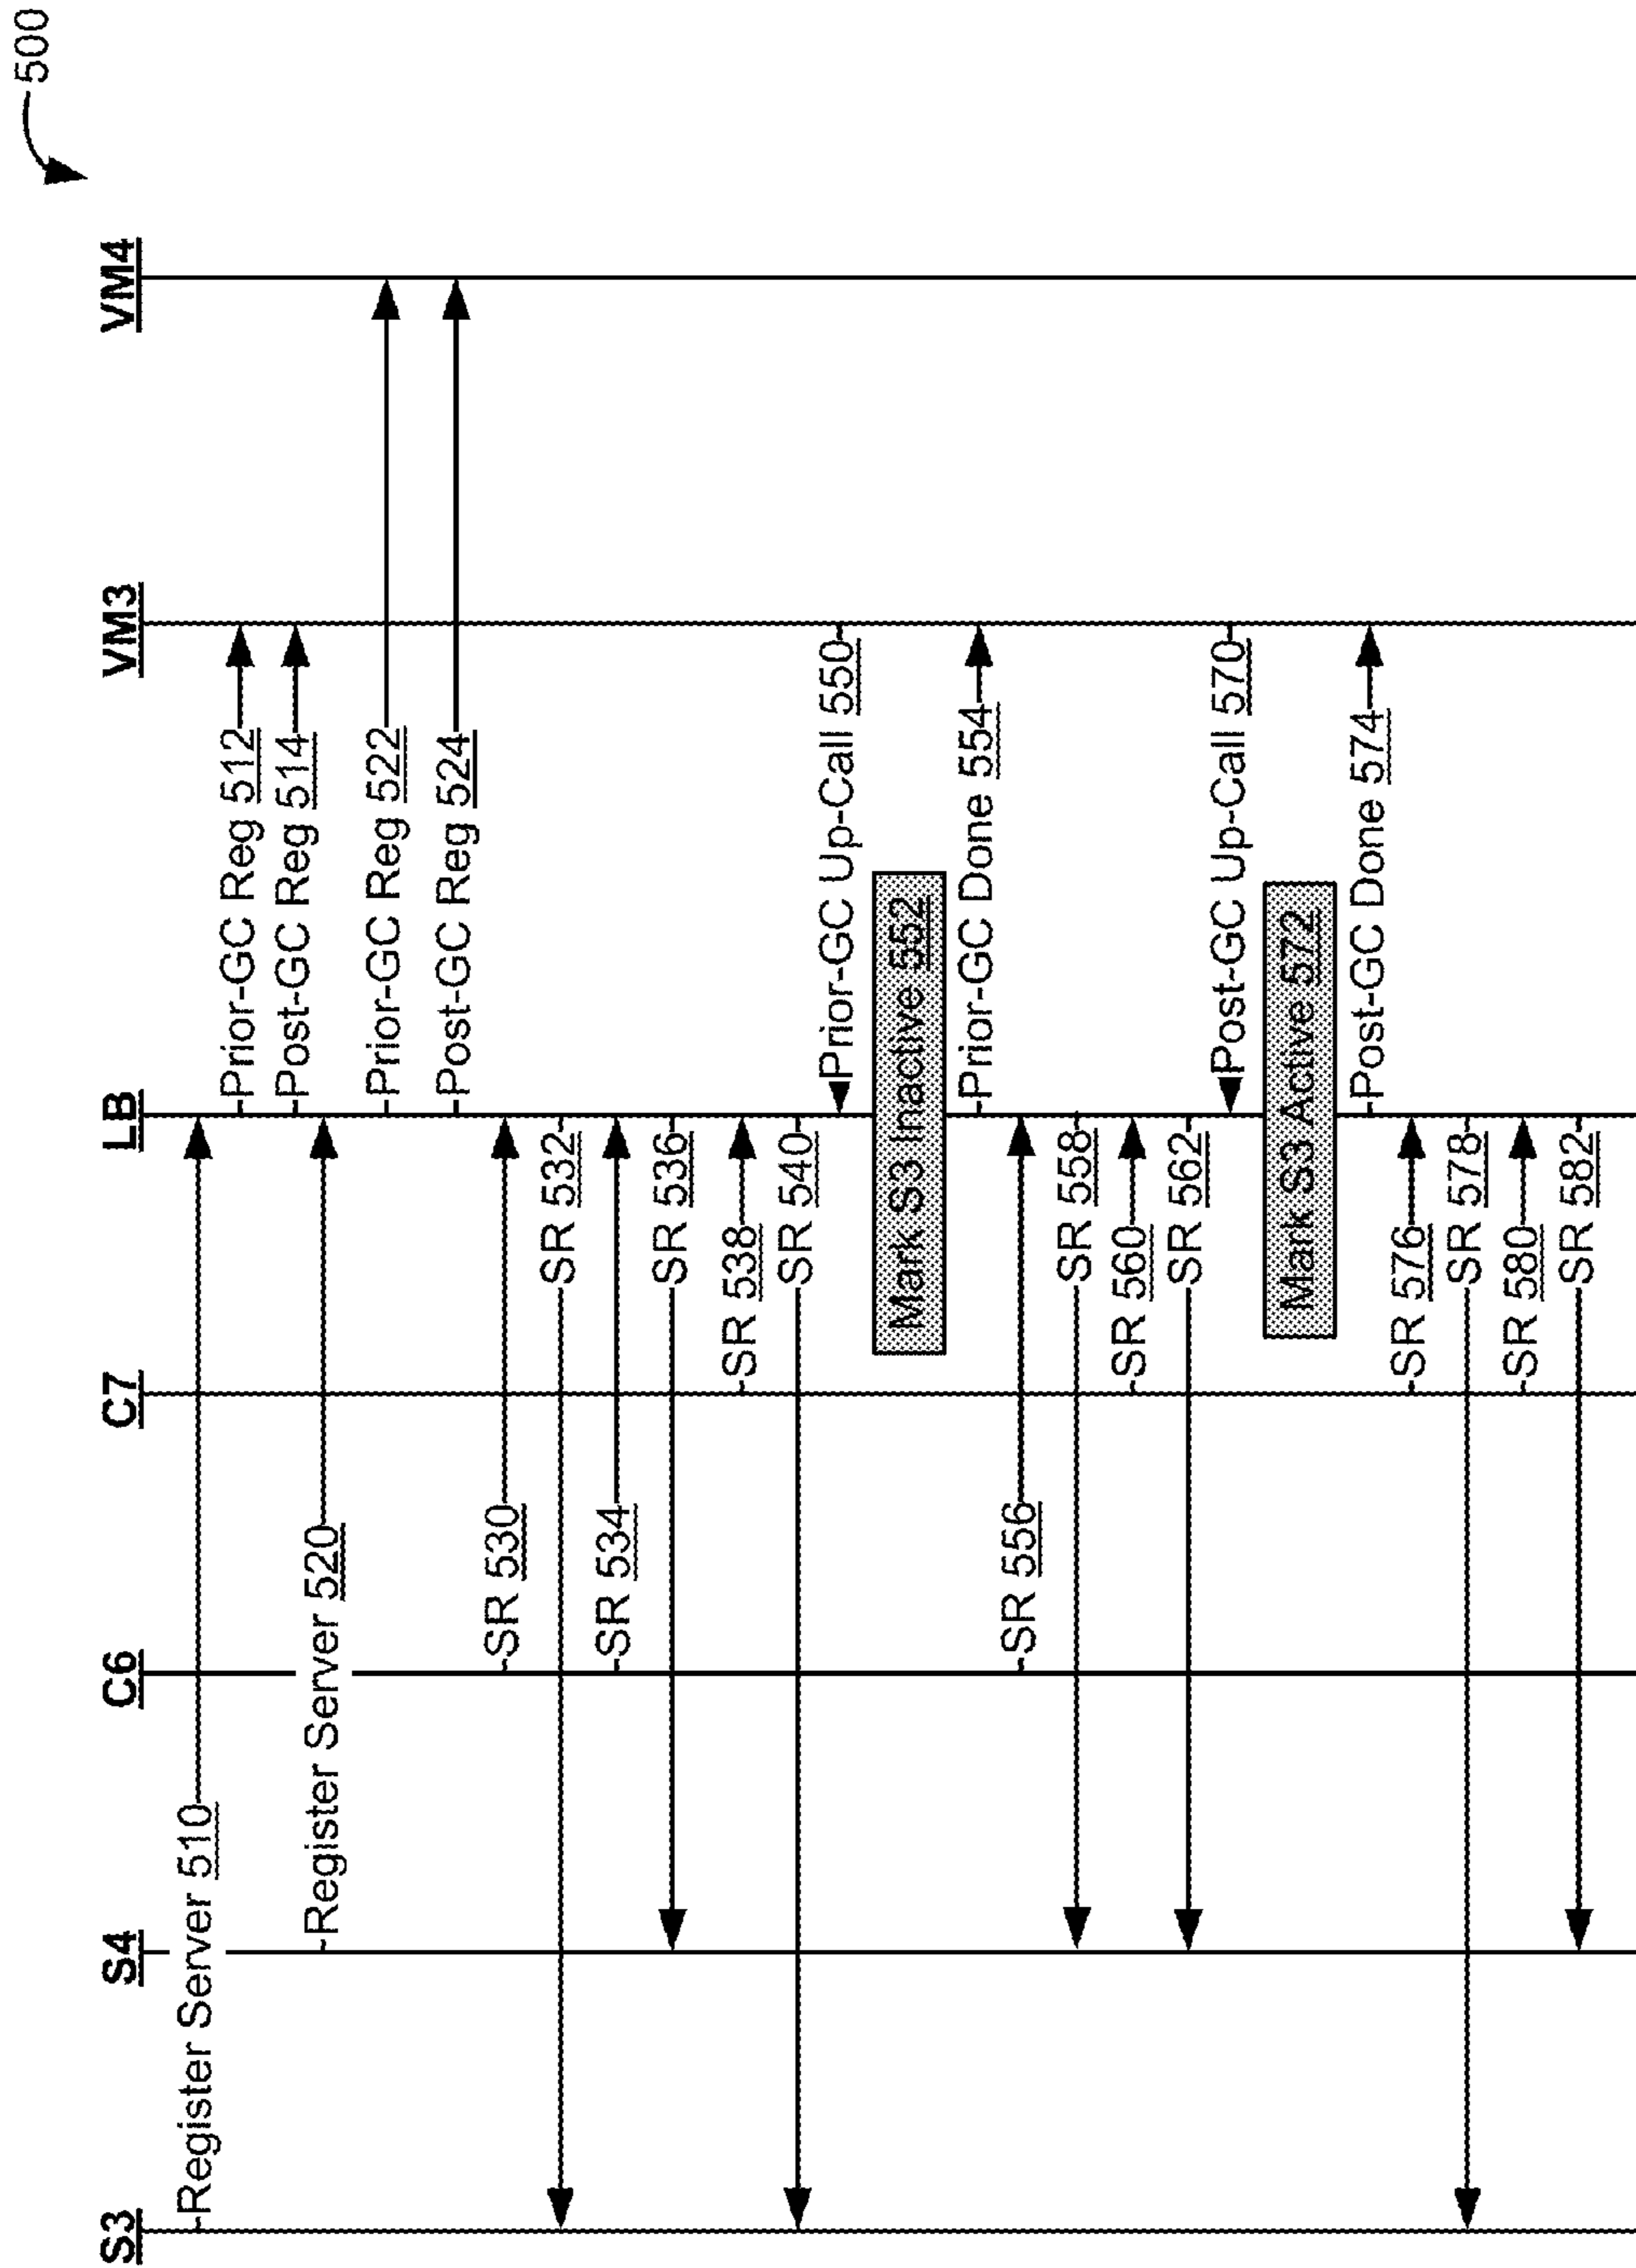 500
S3
S4
C6
C7
LB
VM3
VM4
Register Server 510
Prior-GC Reg 512
Post-GC Reg 514
Register Server 520
Prior-GC Reg 522
Post-GC Reg 524
SR 530
SR 532
SR 534
SR 536
SR 538
SR 540
Prior-GC Up-Call 550
Mark S3 Inactive 552
Prior-GC Done 554
SR 556
SR 558
SR 560
SR 562
Post-GC Up-Call 570
Mark S3 Active 572
Post-GC Done 574
SR 576
SR 578
SR 580
SR 582